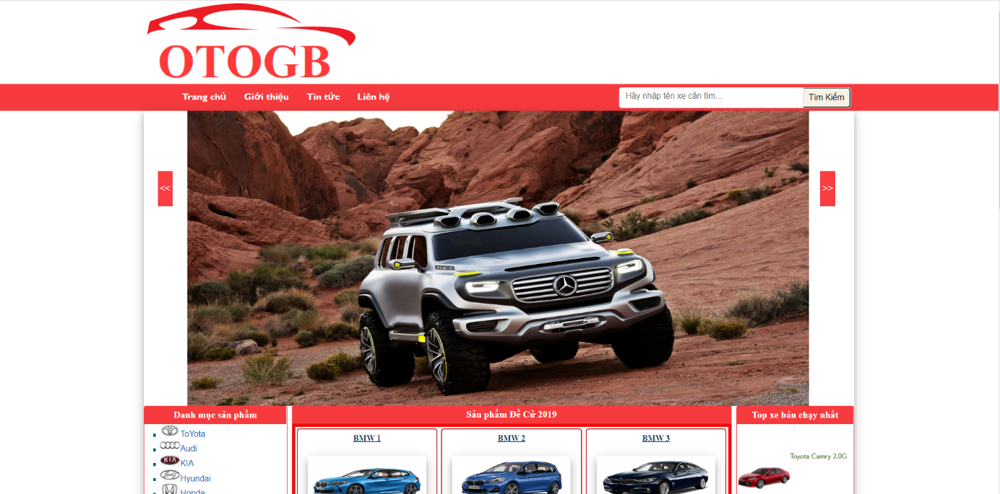 OTOGB
Trang chủ Giới thiệu Tin tức Liên hệ Hãy nhập tên xe cần tìm... Tìm Kiếm
<< >>
Danh mục sản phẩm
ToYota
Audi
KIA
Hyundai
Honda
Sản phẩm Đề Cử 2019
BMW 1 BMW 2 BMW 3
Top xe bán chạy nhất
Toyota Camry 2.0G